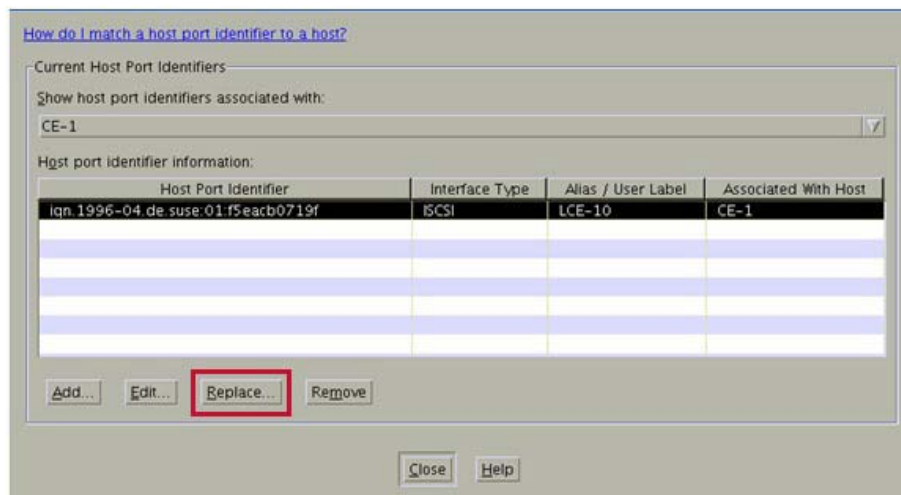 How do I match a host port identifier to a host?
Current Host Port Identifiers
Show host port identifiers associated with:
CE-1
Host port identifier information:
Host Port Identifier Interface Type Alias / User Label Associated With Host
iqn.1996-04.de.suse:01:f5eacb0719f ISCSI LCE-10 CE-1
Add... Edit... Replace... Remove
Close Help